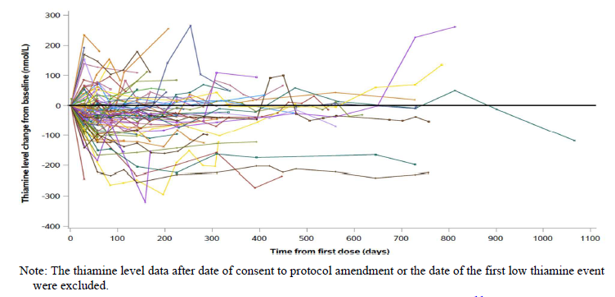 Thiamine level change from baseline (nmol/L)
300
200
100
0
-100
-200
-300
-400
0 100 200 300 400 500 600 700 800 900 1000 1100
Time from first dose (days)
Note: The thiamine level data after date of consent to protocol amendment or the date of the first low thiamine event
were excluded.